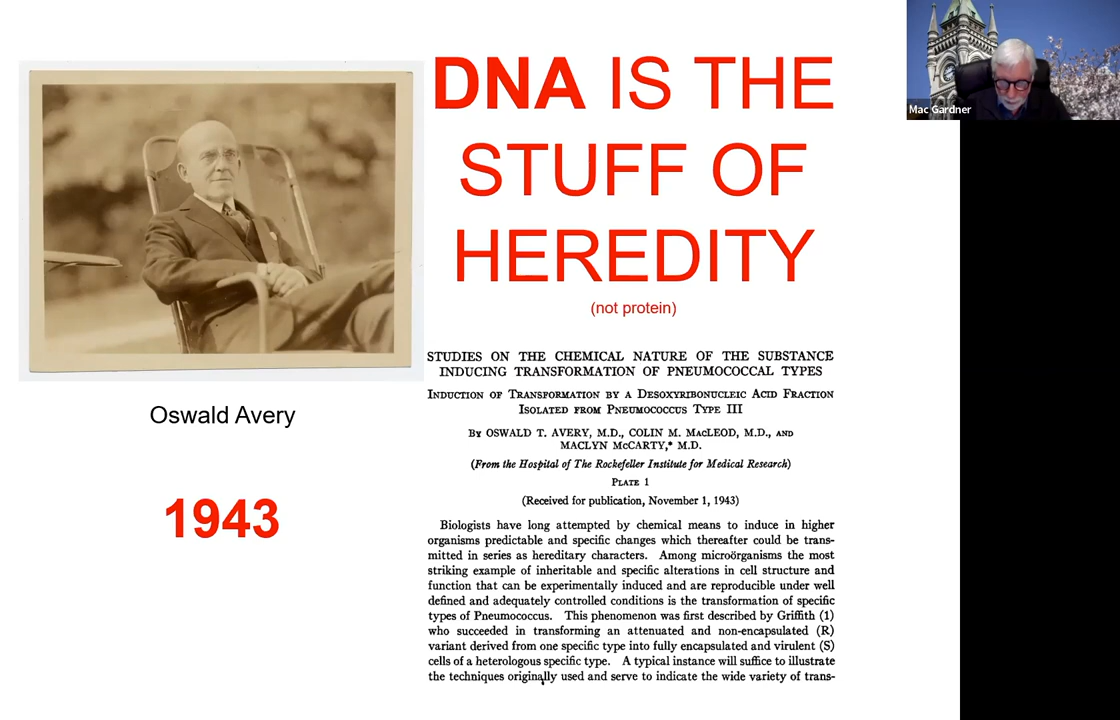 DNA IS THE
STUFF OF
HEREDITY
(not protein)
Mac Gardner
Oswald Avery
1943
STUDIES ON THE CHEMICAL NATURE OF THE SUBSTANCE
INDUCING TRANSFORMATION OF PNEUMOCOCCAL TYPES
Induction of Transformation by a Desoxyribonucleic Acid Fraction
Isolated from Pneumococcus Type III
By OSWALD T. AVERY, M.D., COLIN M. MacLEOD, M.D., and
MACLYN McCARTY,* M.D.
(From the Hospital of The Rockefeller Institute for Medical Research)
Plate 1
(Received for publication, November 1, 1943)
Biologists have long attempted by chemical means to induce in higher
organisms predictable and specific changes which thereafter could be trans-
mitted in series as hereditary characters. Among microörganisms the most
striking example of inheritable and specific alterations in cell structure and
function that can be experimentally induced and are reproducible under well
defined and adequately controlled conditions is the transformation of specific
types of Pneumococcus. This phenomenon was first described by Griffith (1)
who succeeded in transforming an attenuated and non-encapsulated (R)
variant derived from one specific type into fully encapsulated and virulent (S)
cells of a heterologous specific type. A typical instance will suffice to illustrate
the techniques originally used and serve to indicate the wide variety of trans-